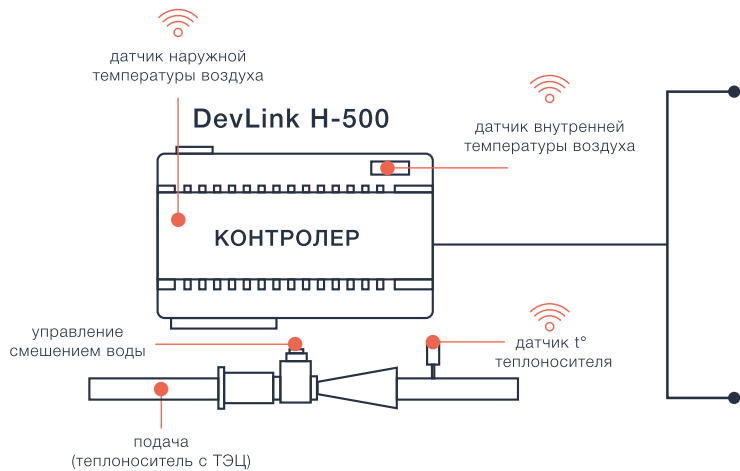 датчик наружной
температуры воздуха
DevLink H-500
датчик внутренней
температуры воздуха
КОНТРОЛЕР
управление
смешением воды
датчик t°
теплоносителя
подача
(теплоноситель с ТЭЦ)